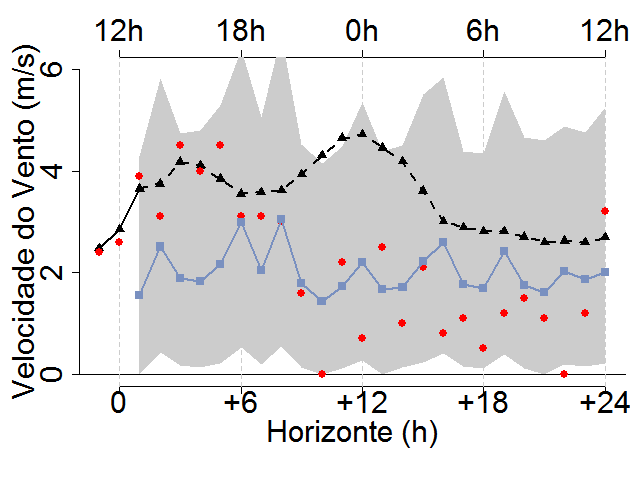 12h 18h 0h 6h 12h
Velocidade do Vento (m/s)
6
4
2
0
0 +6 +12 +18 +24
Horizonte (h)